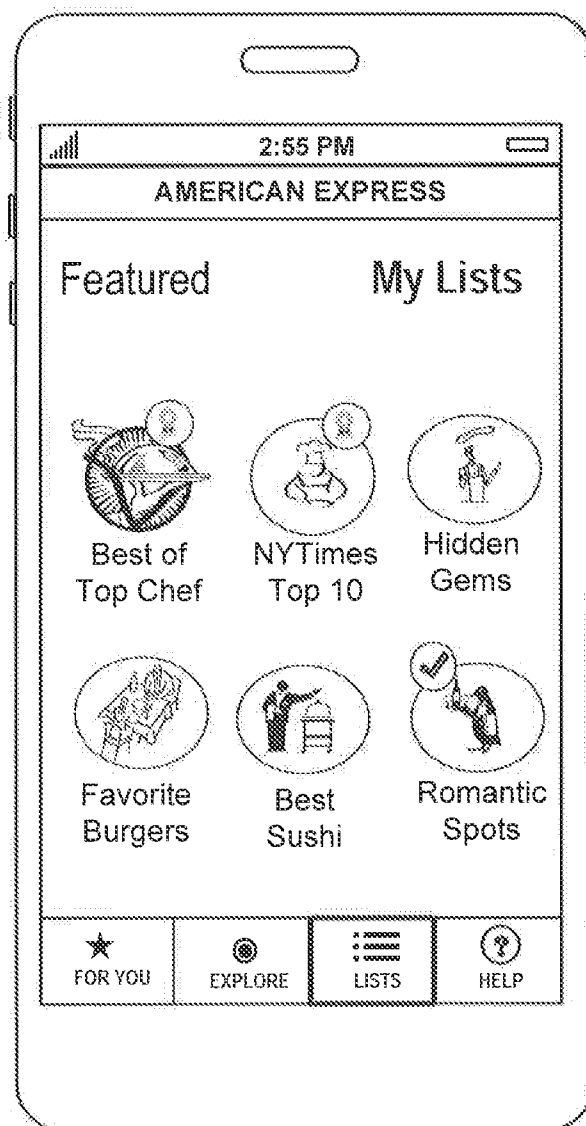 2:55 PM
AMERICAN EXPRESS
Featured
My Lists
Best of
Top Chef
NYTimes
Top 10
Hidden
Gems
Favorite
Burgers
Best
Sushi
Romantic
Spots
FOR YOU
EXPLORE
LISTS
?
HELP